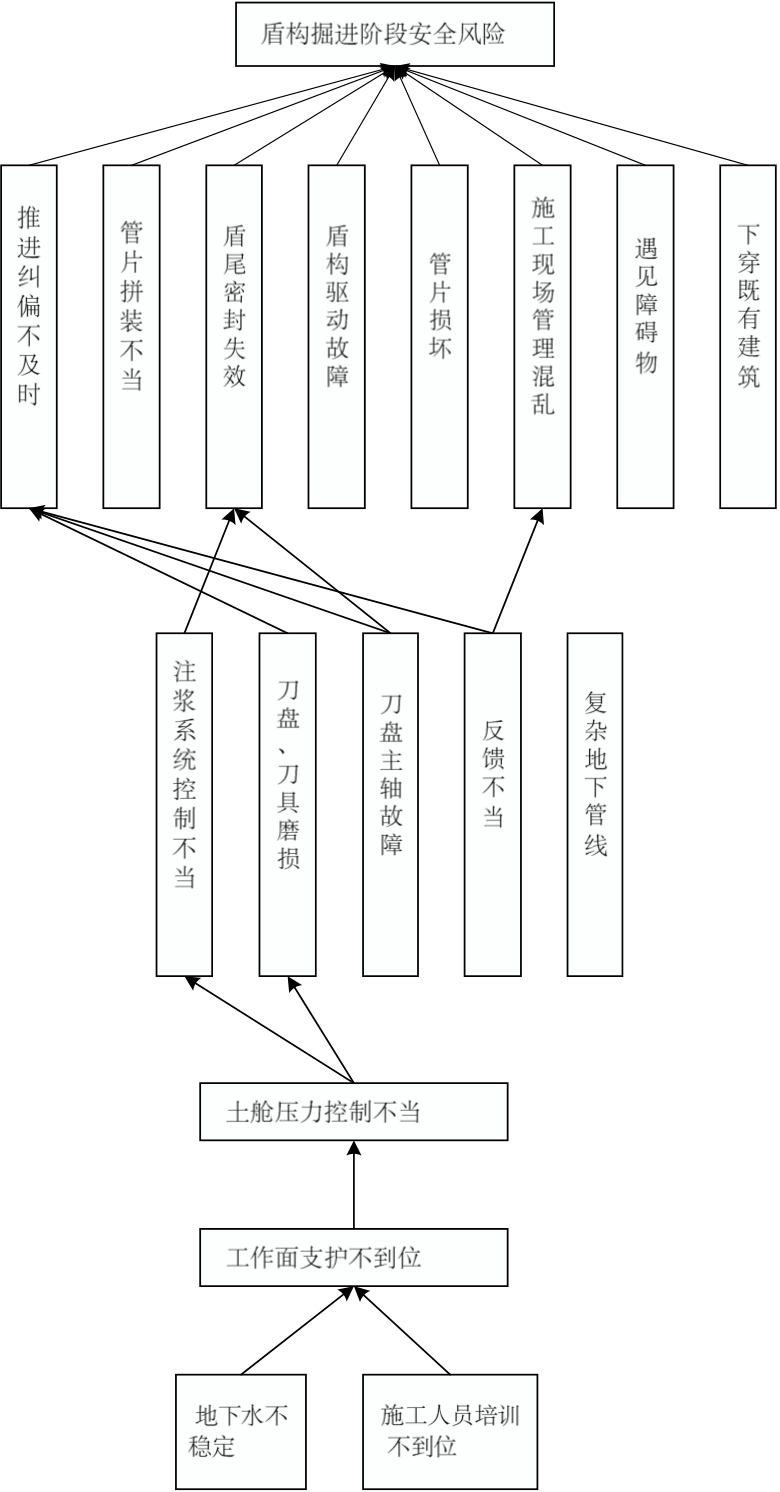 盾构掘进阶段安全风险
推进纠偏不及时
管片拼装不当
盾尾密封失效
盾构驱动故障
管片损坏
施工现场管理混乱
遇见障碍物
下穿既有建筑
注浆系统控制不当
刀盘、刀具磨损
刀盘主轴故障
反馈不当
复杂地下管线
土舱压力控制不当
工作面支护不到位
地下水不
稳定
施工人员培训
不到位